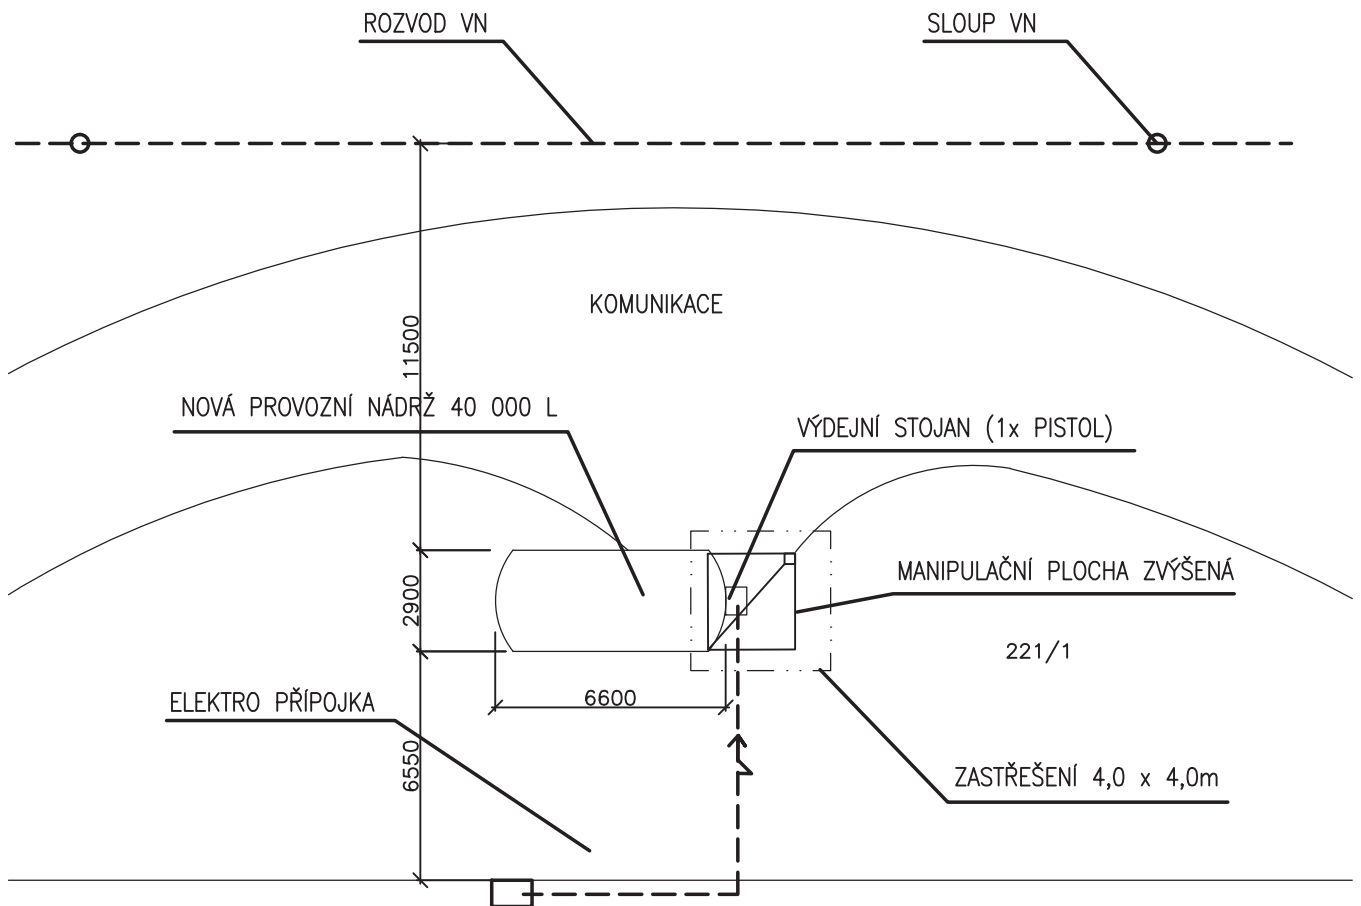 ROZVOD VN
SLOUP VN
KOMUNIKACE
11500
NOVÁ PROVOZNÍ NÁDRŽ 40 000 L
VÝDEJNÍ STOJAN (1x PISTOL)
2900
MANIPULAČNÍ PLOCHA ZVÝŠENÁ
221/1
6600
ELEKTRO PŘÍPOJKA
6550
ZASTŘEŠENÍ 4,0 x 4,0m